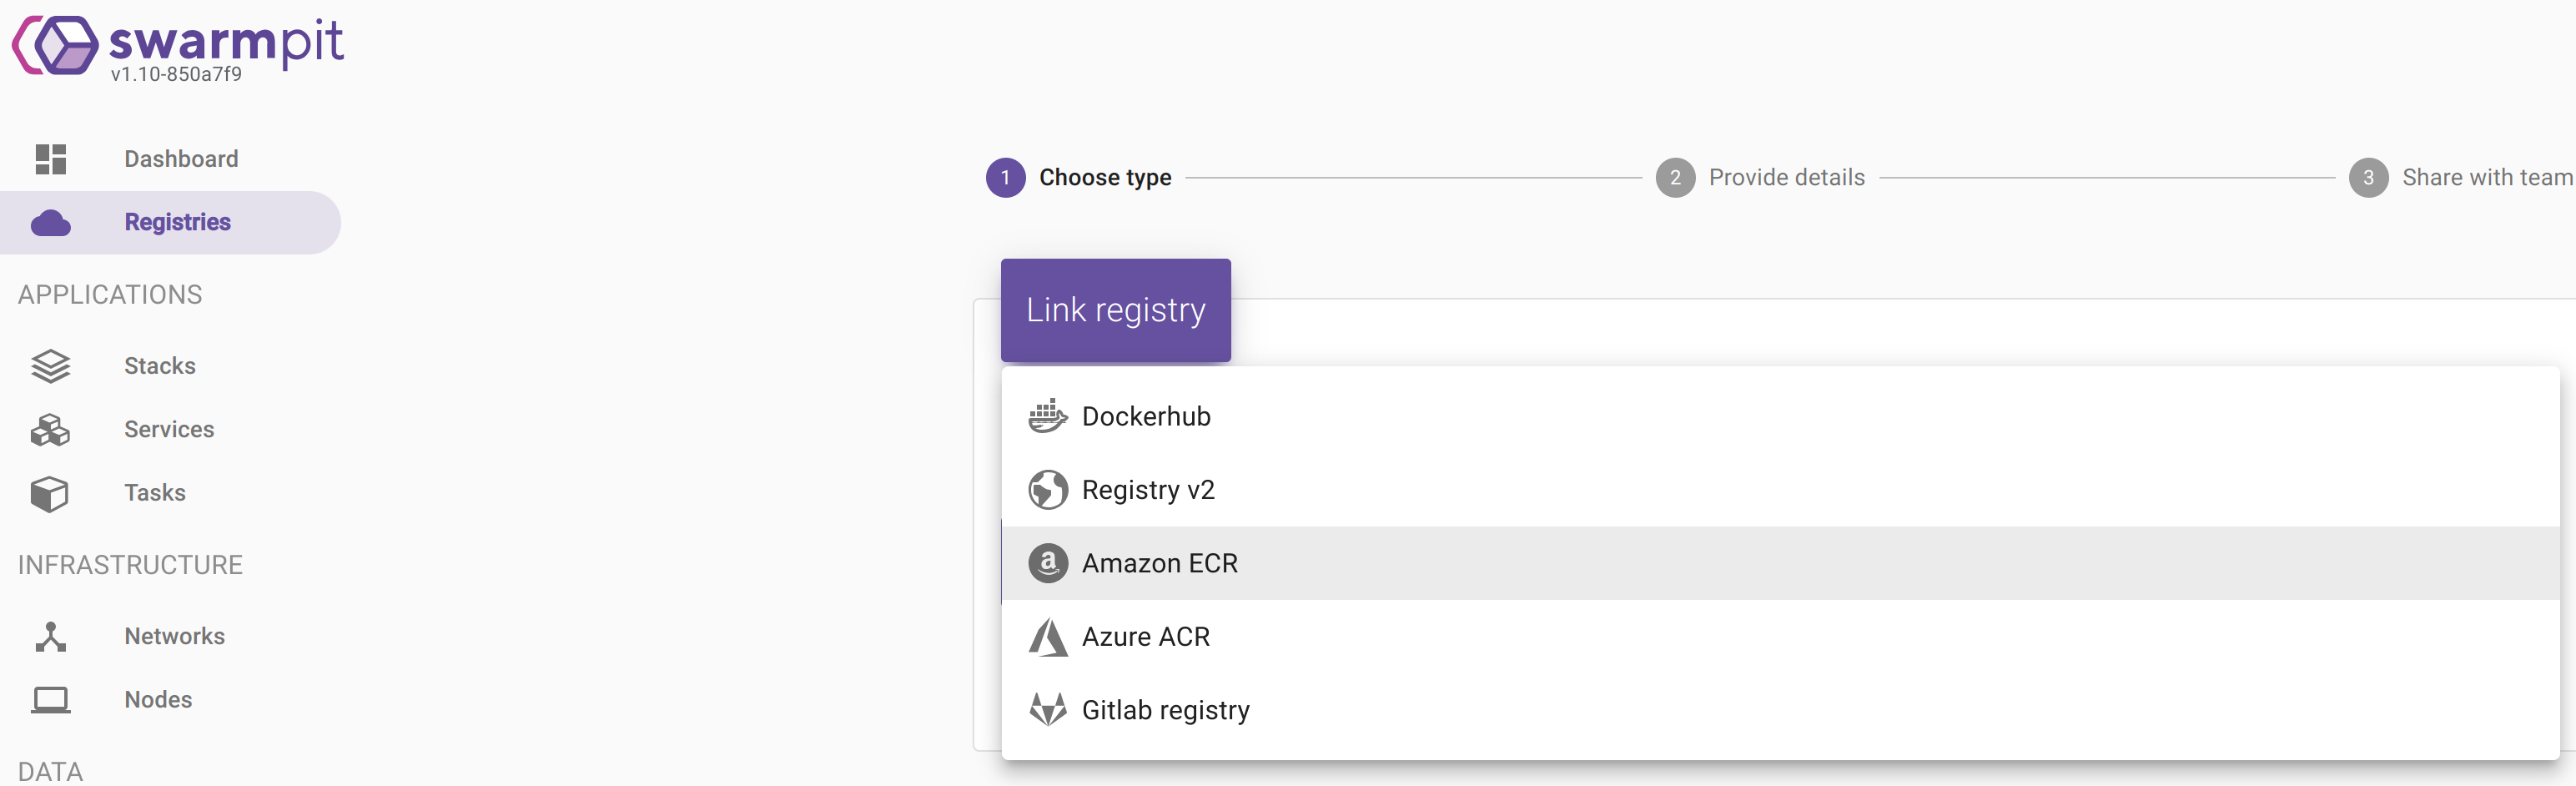 swarmpit
v1.10-850a7f9
Dashboard
Registries
APPLICATIONS
Stacks
Services
Tasks
INFRASTRUCTURE
Networks
Nodes
DATA
1 Choose type
2 Provide details
3 Share with team
Link registry
Dockerhub
Registry v2
a Amazon ECR
Azure ACR
Gitlab registry